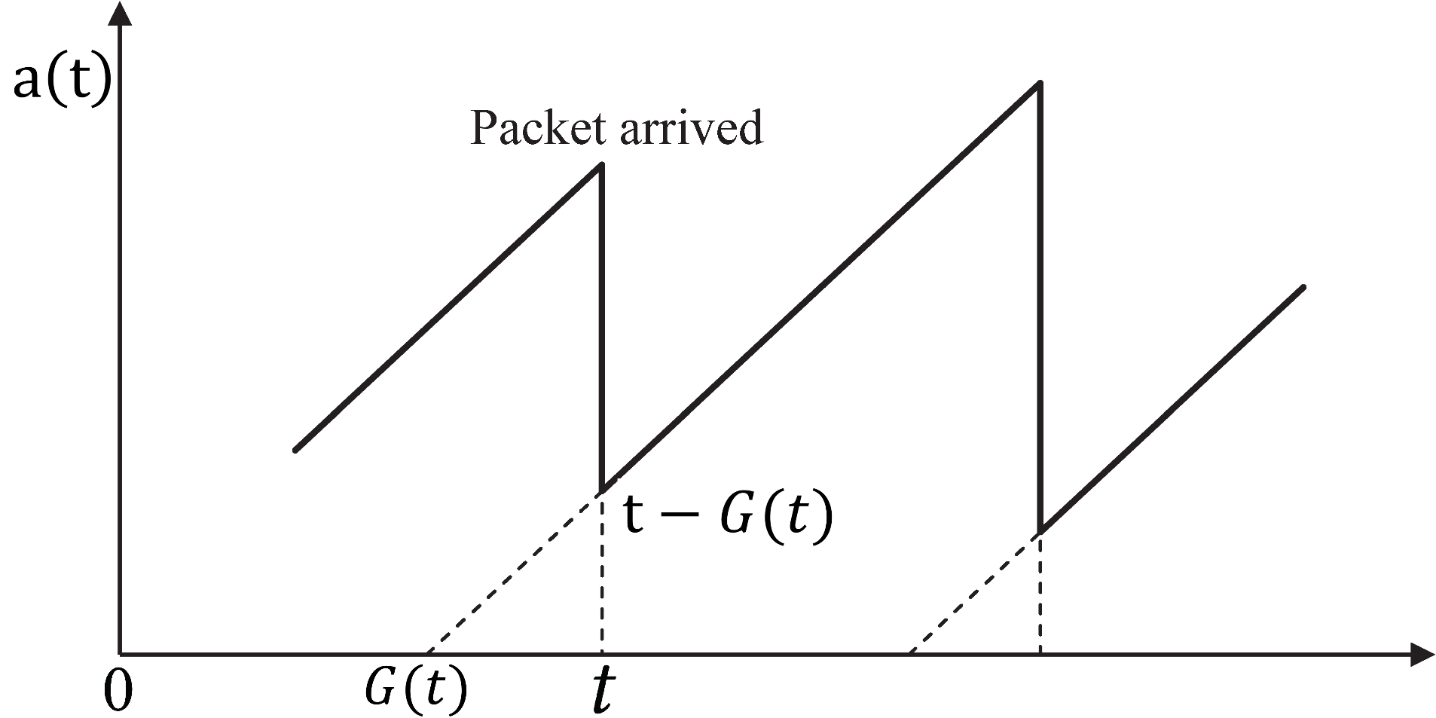 a(t)
Packet arrived
t − G(t)
0
G(t)
t